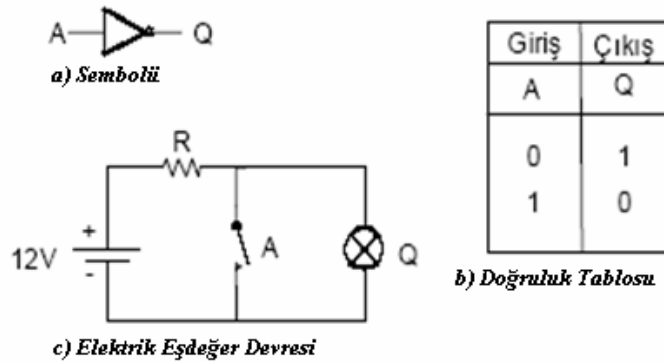 A Q
a) Sembolü
Giriş Çıkış
A Q
0 1
1 0
b) Doğruluk Tablosu
R
+
12V
-
A
Q
c) Elektrik Eşdeğer Devresi